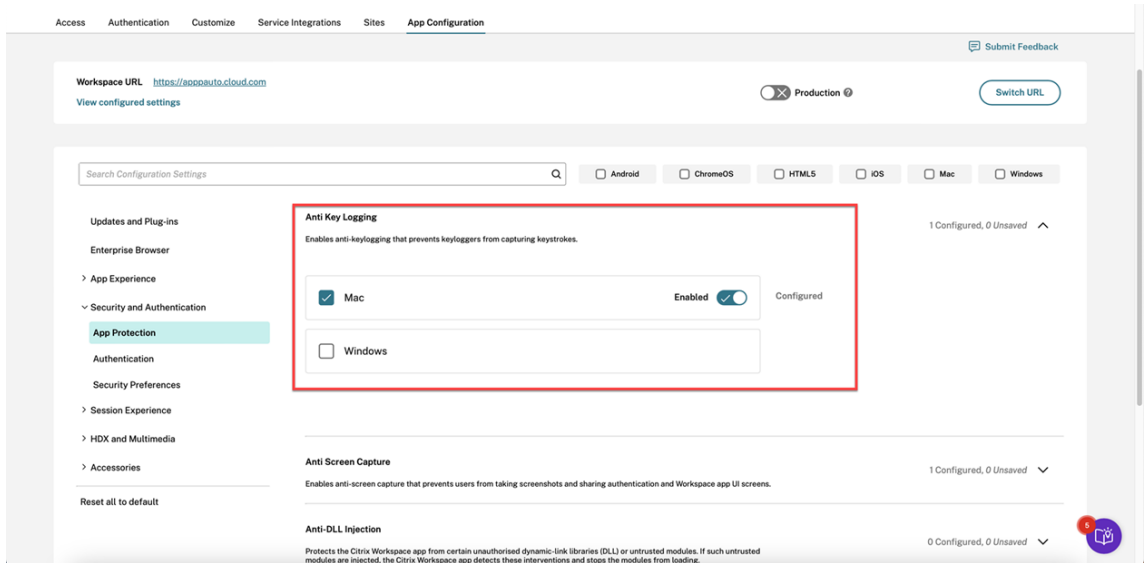 Access Authentication Customize Service Integrations Sites App Configuration
Submit Feedback
Workspace URL https://apppauto.cloud.com
View configured settings
Production
Switch URL
Search Configuration Settings
Android ChromeOS HTML5 iOS Mac Windows
Updates and Plug-ins
Enterprise Browser
App Experience
Security and Authentication
App Protection
Authentication
Security Preferences
Session Experience
HDX and Multimedia
Accessories
Reset all to default
Anti Key Logging
1 Configured, 0 Unsaved
Enables anti-keylogging that prevents keyloggers from capturing keystrokes.
Mac Enabled Configured
Windows
Anti Screen Capture
1 Configured, 0 Unsaved
Enables anti-screen capture that prevents users from taking screenshots and sharing authentication and Workspace app UI screens.
Anti-DLL Injection
0 Configured, 0 Unsaved
Protects the Citrix Workspace app from certain unauthorised dynamic-link libraries (DLL) or untrusted modules. If such untrusted
modules are injected, the Citrix Workspace app detects these interventions and stops the modules from loading.
5